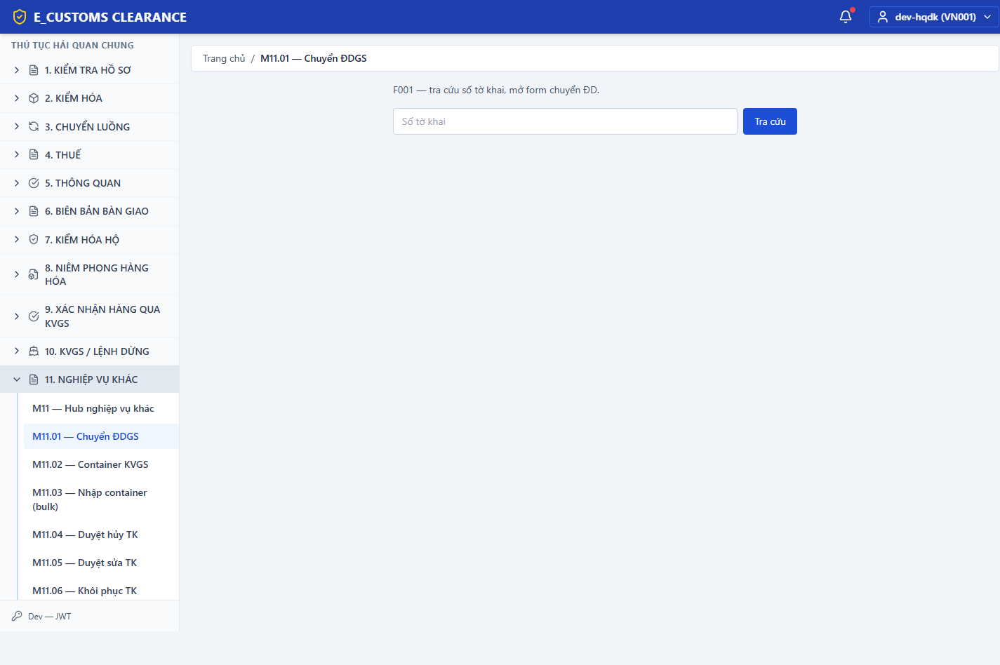 E_CUSTOMS CLEARANCE
dev-hqdk (VN001)
THỦ TỤC HẢI QUAN CHUNG
1. KIỂM TRA HỒ SƠ
2. KIỂM HÓA
3. CHUYỂN LUỒNG
4. THUẾ
5. THÔNG QUAN
6. BIÊN BẢN BÀN GIAO
7. KIỂM HÓA HỘ
8. NIÊM PHONG HÀNG
HÓA
9. XÁC NHẬN HÀNG QUA
KVGS
10. KVGS / LỆNH DỪNG
11. NGHIỆP VỤ KHÁC
M11 — Hub nghiệp vụ khác
M11.01 — Chuyển ĐDGS
M11.02 — Container KVGS
M11.03 — Nhập container
(bulk)
M11.04 — Duyệt hủy TK
M11.05 — Duyệt sửa TK
M11.06 — Khôi phục TK
Dev — JWT
Trang chủ / M11.01 — Chuyển ĐDGS
F001 — tra cứu số tờ khai, mở form chuyển ĐD.
Số tờ khai
Tra cứu